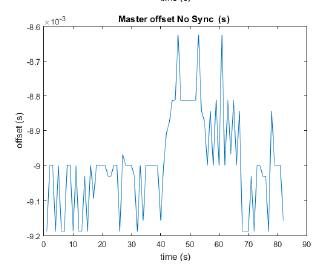 time (s)
Master offset No Sync (s)
×10⁻³
-8.6
-8.7
-8.8
-8.9
-9
-9.1
-9.2
offset (s)
0 10 20 30 40 50 60 70 80 90
time (s)